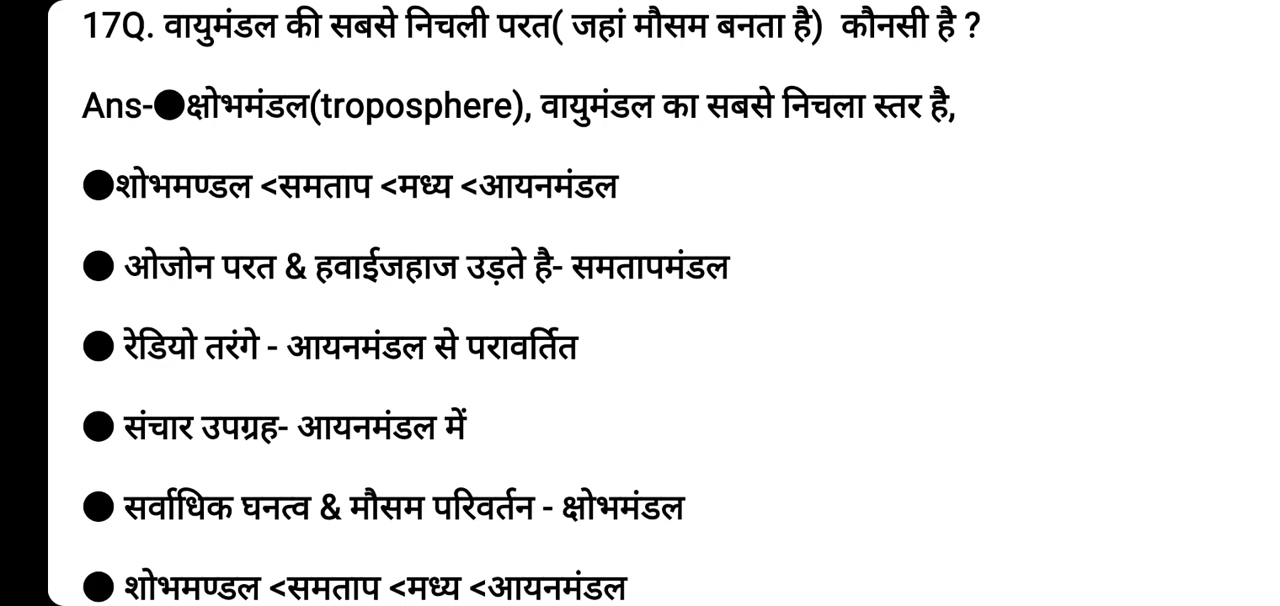 17Q. वायुमंडल की सबसे निचली परत( जहां मौसम बनता है)  कौनसी है ?
Ans-●क्षोभमंडल(troposphere), वायुमंडल का सबसे निचला स्तर है,
●शोभमण्डल <समताप <मध्य <आयनमंडल
● ओजोन परत & हवाईजहाज उड़ते है- समतापमंडल
● रेडियो तरंगे - आयनमंडल से परावर्तित
● संचार उपग्रह- आयनमंडल में
● सर्वाधिक घनत्व & मौसम परिवर्तन - क्षोभमंडल
● शोभमण्डल <समताप <मध्य <आयनमंडल